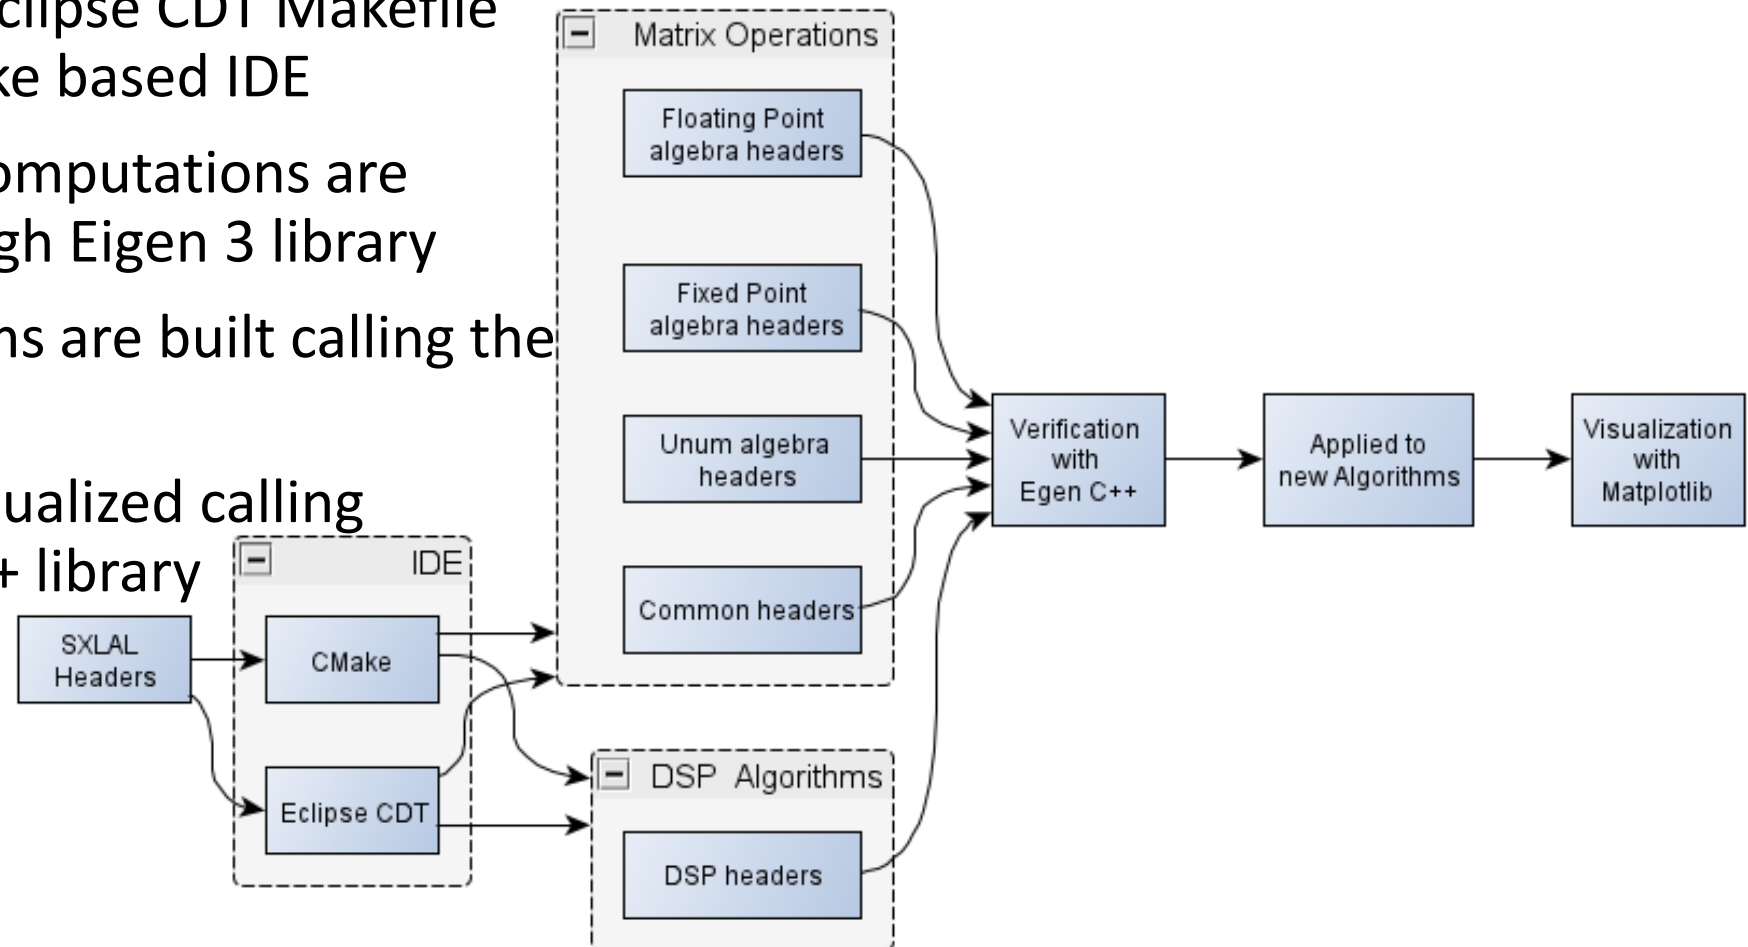 clipse CDT Makefile
ke based IDE
omputations are
gh Eigen 3 library
ns are built calling the
ualized calling
+ library
Matrix Operations
Floating Point
algebra headers
Fixed Point
algebra headers
Unum algebra
headers
Common headers
IDE
SXLAL
Headers
CMake
Eclipse CDT
DSP Algorithms
DSP headers
Verification
with
Egen C++
Applied to
new Algorithms
Visualization
with
Matplotlib